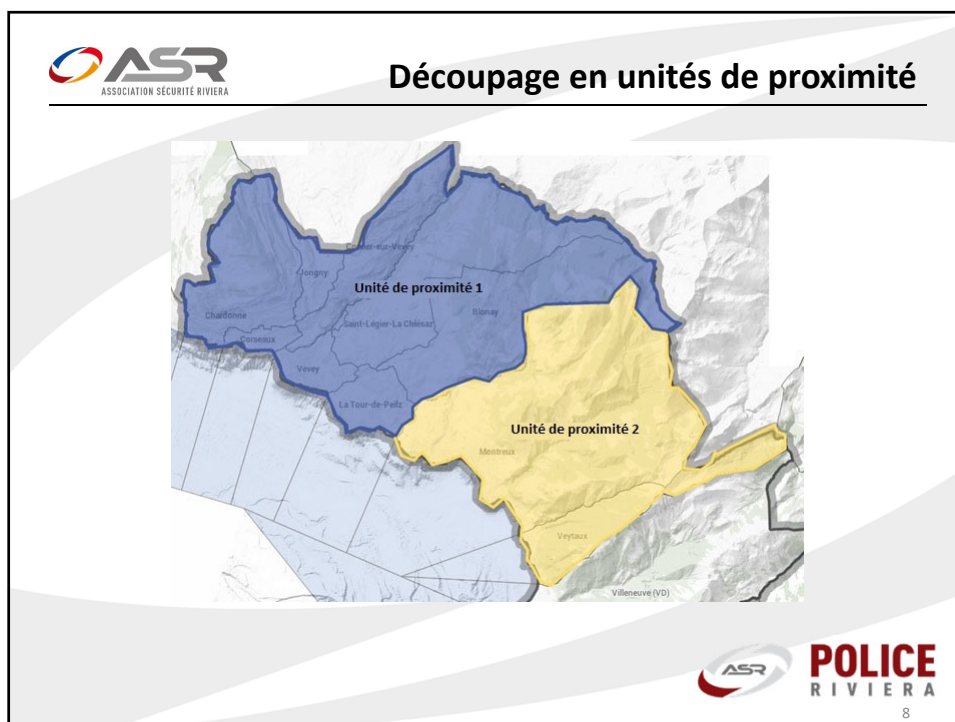 ASR
ASSOCIATION SÉCURITÉ RIVIERA
Découpage en unités de proximité
Corsier-sur-Vevey
Jongny
Unité de proximité 1
Chardonne
Blonay
Saint-Légier-La Chiésaz
Corseaux
Vevey
La Tour-de-Peilz
Unité de proximité 2
Montreux
Veytaux
Villeneuve (VD)
ASR
POLICE
RIVIERA
8